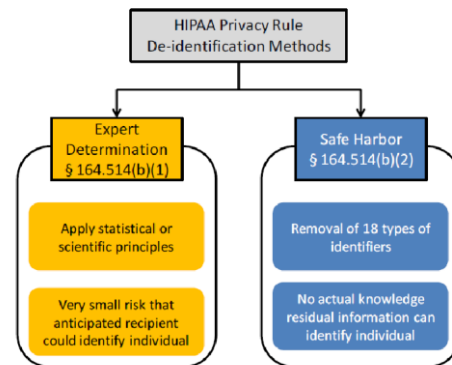 HIPAA Privacy Rule
De-identification Methods
Expert
Determination
§ 164.514(b)(1)
Apply statistical or
scientific principles
Very small risk that
anticipated recipient
could identify individual
Safe Harbor
§ 164.514(b)(2)
Removal of 18 types of
identifiers
No actual knowledge
residual information can
identify individual